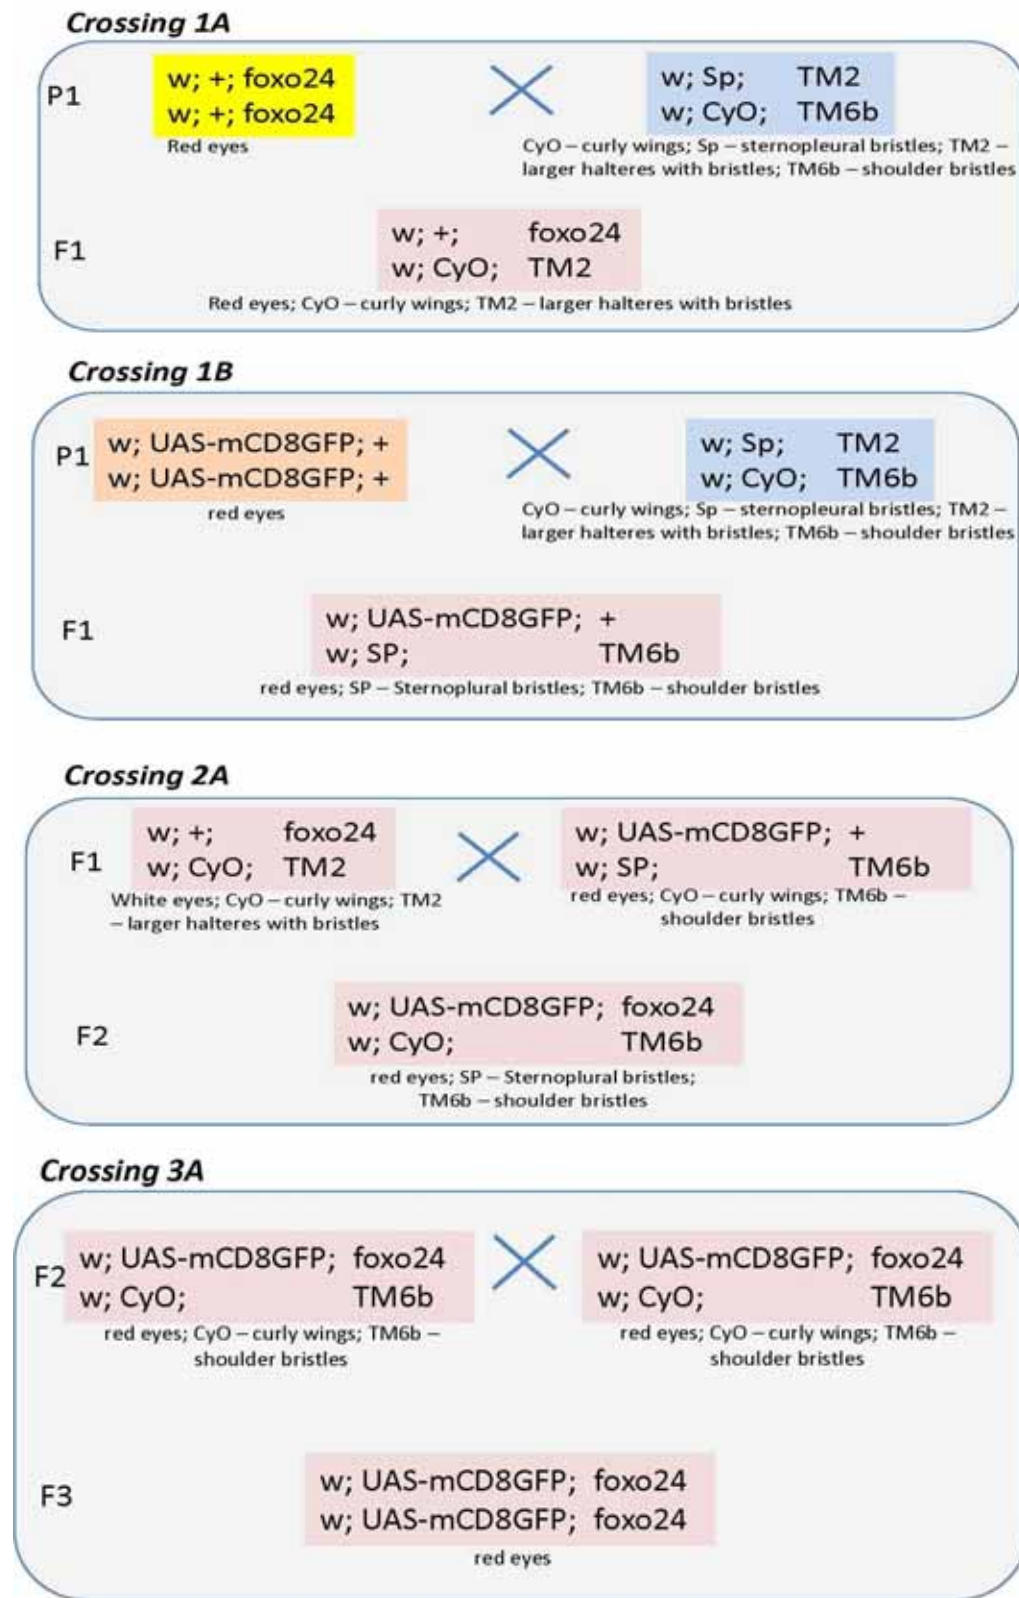 Crossing 1A
P1
w; +; foxo24
w; +; foxo24
Red eyes
w; Sp; TM2
w; CyO; TM6b
CyO – curly wings; Sp – sternopleural bristles; TM2 –
larger halteres with bristles; TM6b – shoulder bristles
F1
w; +; foxo24
w; CyO; TM2
Red eyes; CyO – curly wings; TM2 – larger halteres with bristles
Crossing 1B
P1
w; UAS-mCD8GFP; +
w; UAS-mCD8GFP; +
red eyes
w; Sp; TM2
w; CyO; TM6b
CyO – curly wings; Sp – sternopleural bristles; TM2 –
larger halteres with bristles; TM6b – shoulder bristles
F1
w; UAS-mCD8GFP; +
w; SP; TM6b
red eyes; SP – Sternoplural bristles; TM6b – shoulder bristles
Crossing 2A
F1
w; +; foxo24
w; CyO; TM2
White eyes; CyO – curly wings; TM2
– larger halteres with bristles
w; UAS-mCD8GFP; +
w; SP; TM6b
red eyes; CyO – curly wings; TM6b –
shoulder bristles
F2
w; UAS-mCD8GFP; foxo24
w; CyO; TM6b
red eyes; SP – Sternoplural bristles;
TM6b – shoulder bristles
Crossing 3A
F2
w; UAS-mCD8GFP; foxo24
w; CyO; TM6b
red eyes; CyO – curly wings; TM6b –
shoulder bristles
w; UAS-mCD8GFP; foxo24
w; CyO; TM6b
red eyes; CyO – curly wings; TM6b –
shoulder bristles
F3
w; UAS-mCD8GFP; foxo24
w; UAS-mCD8GFP; foxo24
red eyes